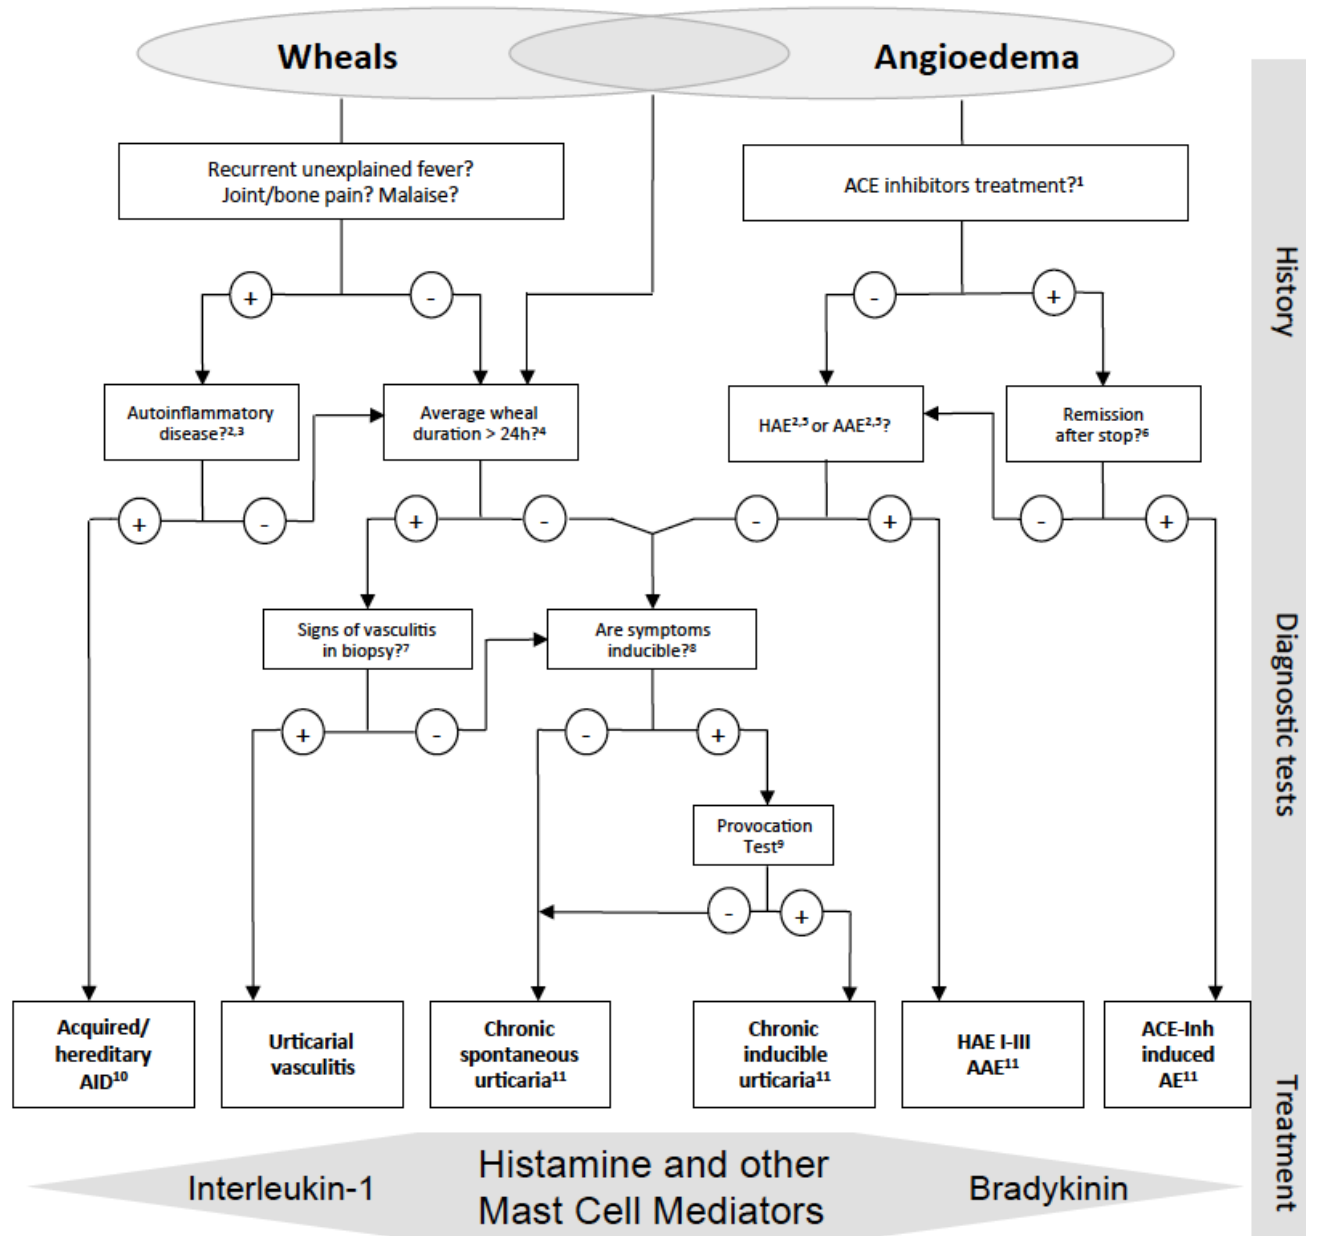 Wheals
Angioedema
Recurrent unexplained fever?
Joint/bone pain? Malaise?
ACE inhibitors treatment?¹
+
-
-
+
Autoinflammatory
disease?²,³
Average wheal
duration > 24h?⁴
HAE²,⁵ or AAE²,⁵?
Remission
after stop?⁶
+
-
+
-
-
+
-
+
Signs of vasculitis
in biopsy?⁷
Are symptoms
inducible?⁸
+
-
-
+
Provocation
Test⁹
-
+
Acquired/
hereditary
AID¹⁰
Urticarial
vasculitis
Chronic
spontaneous
urticaria¹¹
Chronic
inducible
urticaria¹¹
HAE I-III
AAE¹¹
ACE-Inh
induced
AE¹¹
Interleukin-1
Histamine and other
Mast Cell Mediators
Bradykinin
History
Diagnostic tests
Treatment